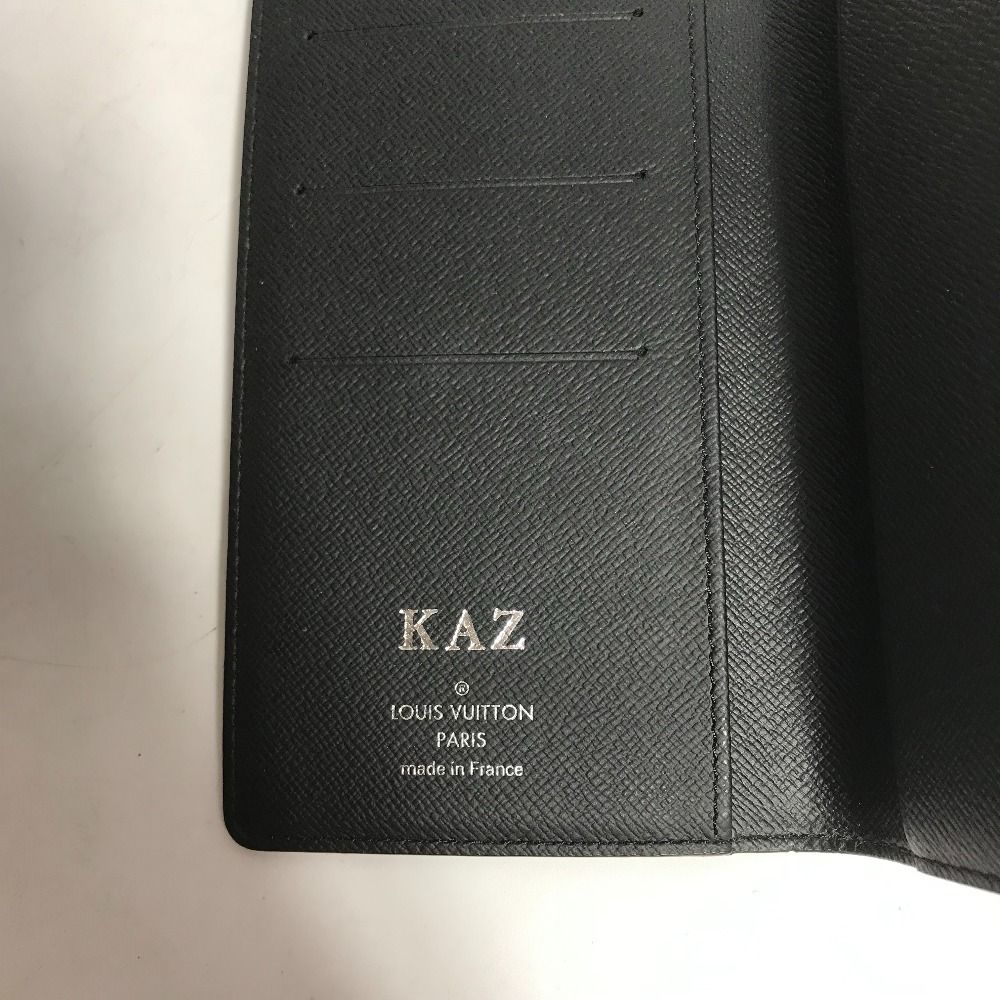 KAZ
®
LOUIS VUITTON
PARIS
made in France